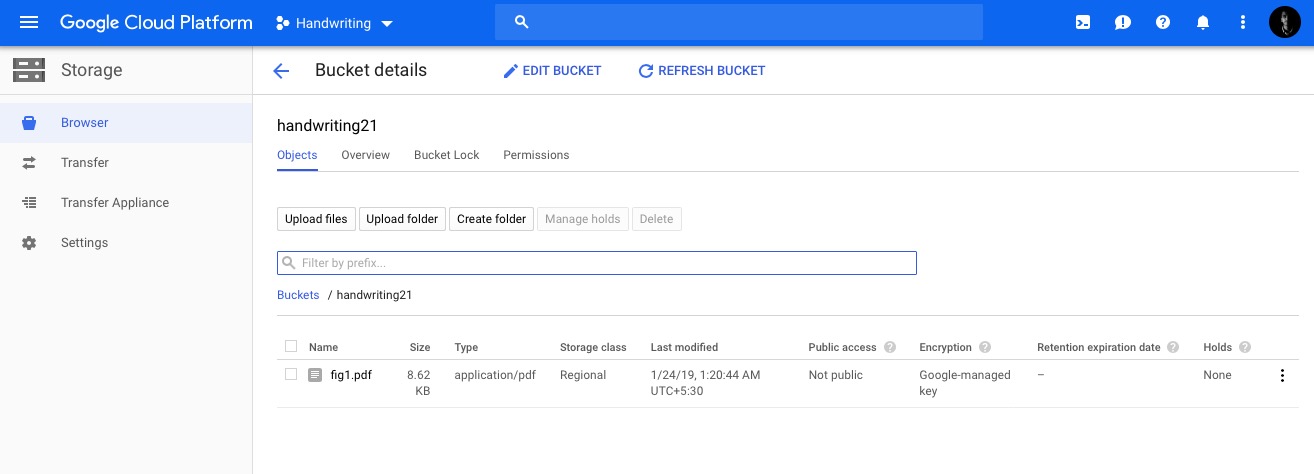 Google Cloud Platform Handwriting
Storage
Bucket details EDIT BUCKET REFRESH BUCKET
Browser
Transfer
Transfer Appliance
Settings
handwriting21
Objects Overview Bucket Lock Permissions
Upload files Upload folder Create folder Manage holds Delete
Filter by prefix...
Buckets / handwriting21
Name Size Type Storage class Last modified Public access ? Encryption ? Retention expiration date ? Holds ?
fig1.pdf 8.62 application/pdf Regional 1/24/19, 1:20:44 AM Not public Google-managed – None
KB UTC+5:30 key